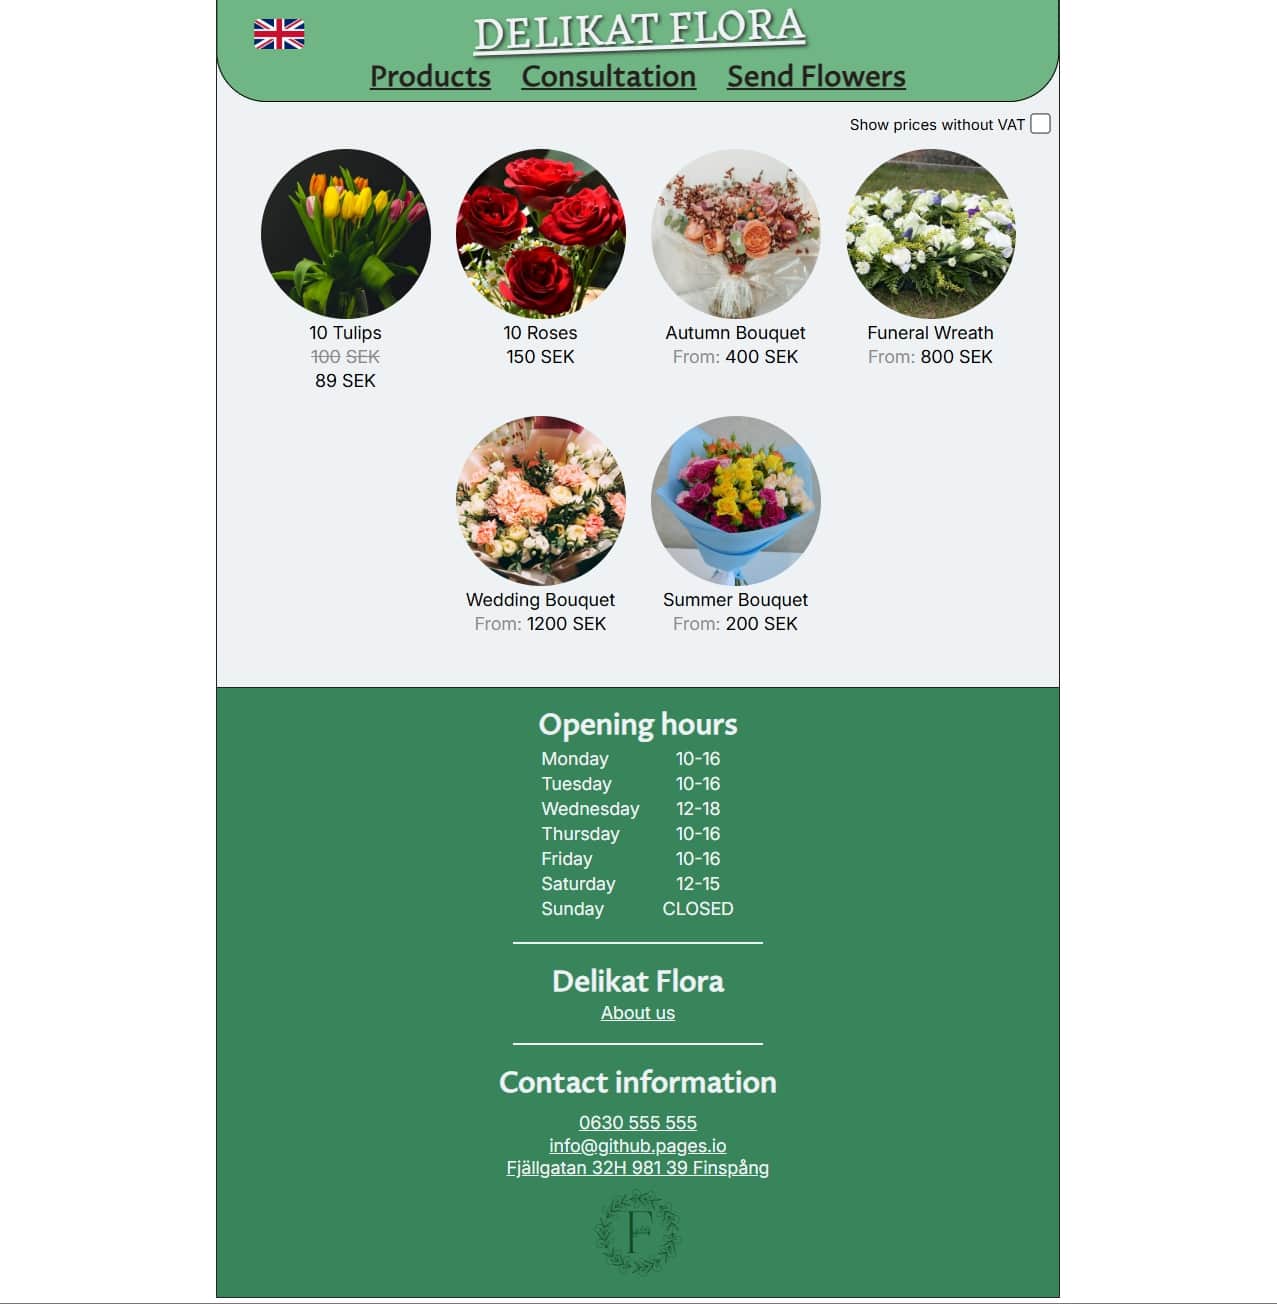 DELIKAT FLORA
Products Consultation Send Flowers
Show prices without VAT
10 Tulips
100 SEK
89 SEK
10 Roses
150 SEK
Autumn Bouquet
From: 400 SEK
Funeral Wreath
From: 800 SEK
Wedding Bouquet
From: 1200 SEK
Summer Bouquet
From: 200 SEK
Opening hours
Monday 10-16
Tuesday 10-16
Wednesday 12-18
Thursday 10-16
Friday 10-16
Saturday 12-15
Sunday CLOSED
Delikat Flora
About us
Contact information
0630 555 555
info@github.pages.io
Fjällgatan 32H 981 39 Finspång
F